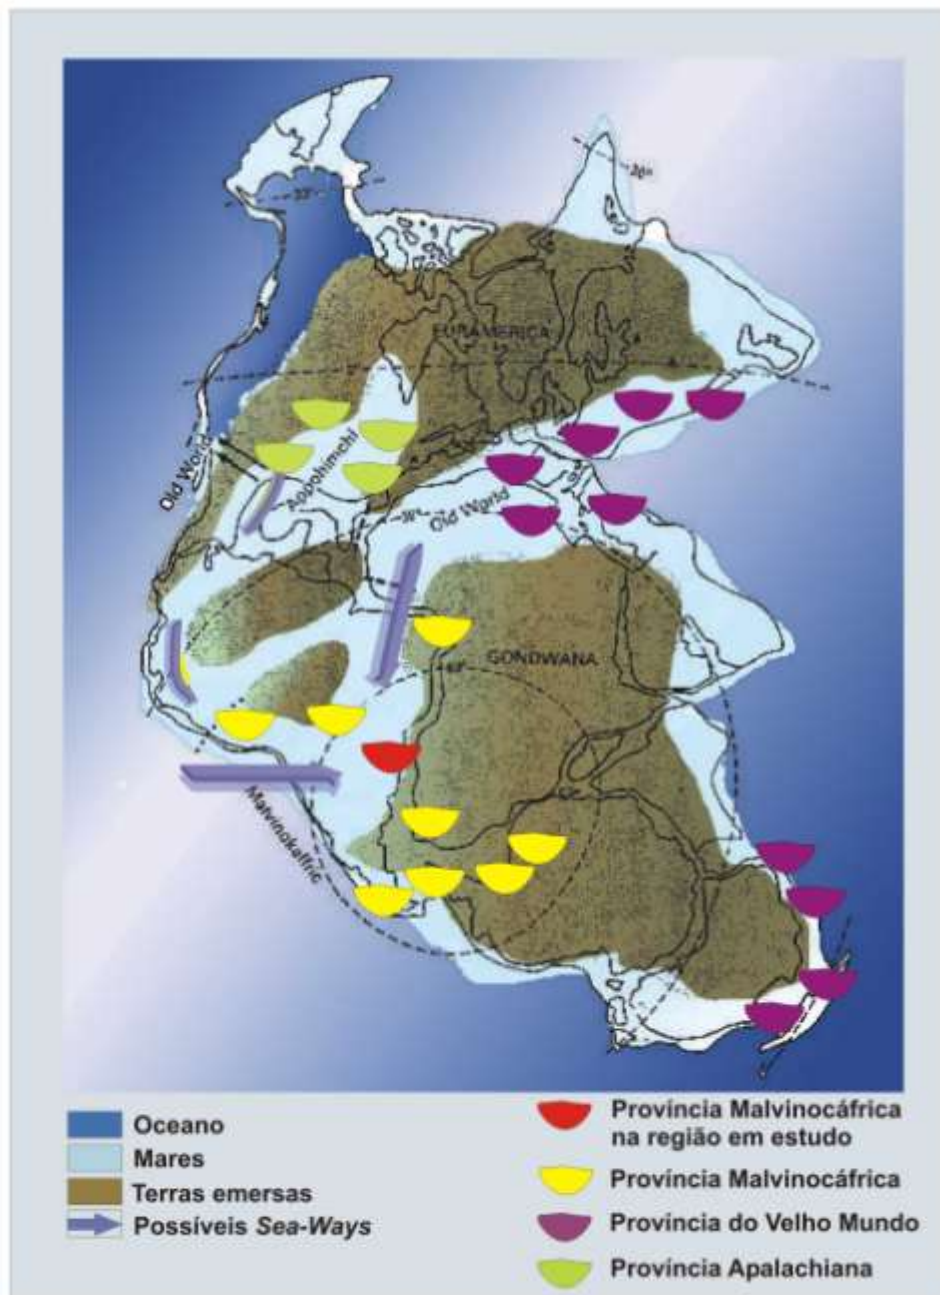 EURAMERICA
Old World
Appohimchi
Old World
GONDWANA
Malvinokaffric
Oceano
Mares
Terras emersas
Possíveis Sea-Ways
Província Malvinocáfrica
na região em estudo
Província Malvinocáfrica
Província do Velho Mundo
Província Apalachiana